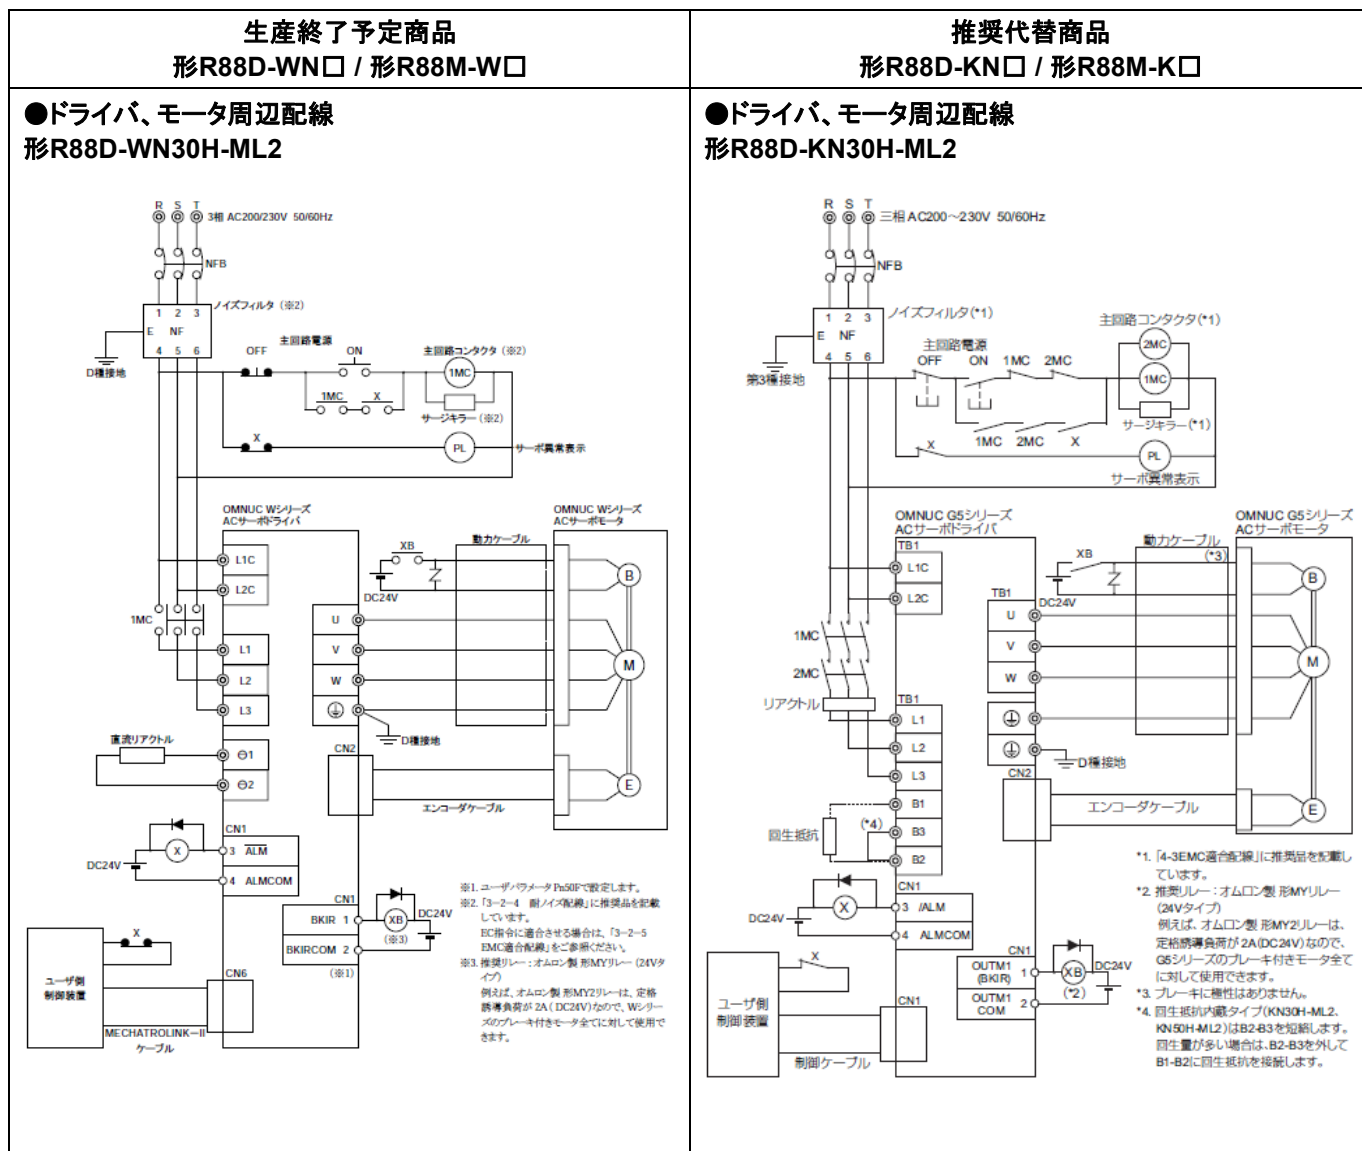 生産終了予定商品
形R88D-WN□ / 形R88M-W□
推奨代替商品
形R88D-KN□ / 形R88M-K□
●ドライバ、モータ周辺配線
形R88D-WN30H-ML2
R S T
3相 AC200/230V 50/60Hz
NFB
ノイズフィルタ (※2)
1 2 3
E NF
4 5 6
D種接地
主回路電源
OFF
ON
主回路コンタクタ (※2)
1MC
1MC
X
サージキラー (※2)
X
PL
サーボ異常表示
OMNUC Wシリーズ
ACサーボドライバ
OMNUC Wシリーズ
ACサーボモータ
動力ケーブル
XB
DC24V
B
L1C
L2C
1MC
U
V
W
M
L1
L2
L3
D種接地
直流リアクトル
⊖1
⊖2
CN2
エンコーダケーブル
E
CN1
X
3 ALM
DC24V
4 ALMCOM
CN1
BKIR 1
XB
DC24V
(※3)
BKIRCOM 2
(※1)
X
ユーザ側
制御装置
CN6
MECHATROLINK－II
ケーブル
※1. ユーザパラメータ Pn50Fで設定します。
※2. 「3－2－4 耐ノイズ配線」に推奨品を記載
しています。
EC指令に適合させる場合は、「3－2－5
EMC適合配線」をご参照ください。
※3. 推奨リレー：オムロン製 形MYリレー (24Vタ
イプ)
例えば、オムロン製 形MY2リレーは、定格
誘導負荷が 2A ( DC24V)なので、Wシリー
ズのブレーキ付きモータ全てに対して使用で
きます。
●ドライバ、モータ周辺配線
形R88D-KN30H-ML2
R S T
三相 AC200～230V 50/60Hz
NFB
ノイズフィルタ(*1)
1 2 3
E NF
4 5 6
第3種接地
主回路電源
OFF ON 1MC 2MC
主回路コンタクタ(*1)
2MC
1MC
サージキラー(*1)
X
1MC 2MC X
PL
サーボ異常表示
OMNUC G5シリーズ
ACサーボドライバ
OMNUC G5シリーズ
ACサーボモータ
動力ケーブル
(*3)
XB
DC24V
B
TB1
L1C
L2C
TB1
U
V
W
M
1MC
2MC
リアクトル
TB1
L1
L2
L3
B1
B3
B2
(*4)
回生抵抗
D種接地
CN2
エンコーダケーブル
E
CN1
X
3 /ALM
DC24V
4 ALMCOM
CN1
OUTM1
(BKIR)
1
XB
DC24V
(*2)
OUTM1
COM
2
X
ユーザ側
制御装置
CN1
制御ケーブル
*1. 「4-3EMC適合配線」に推奨品を記載し
ています。
*2. 推奨リレー：オムロン製 形MYリレー
(24Vタイプ)
例えば、オムロン製 形MY2リレーは、
定格誘導負荷が 2A(DC24V)なので、
G5シリーズのブレーキ付きモータ全て
に対して使用できます。
*3. ブレーキに極性はありません。
*4. 回生抵抗内蔵タイプ(KN30H-ML2、
KN50H-ML2)はB2-B3を短絡します。
回生量が多い場合は、B2-B3を外して
B1-B2に回生抵抗を接続します。